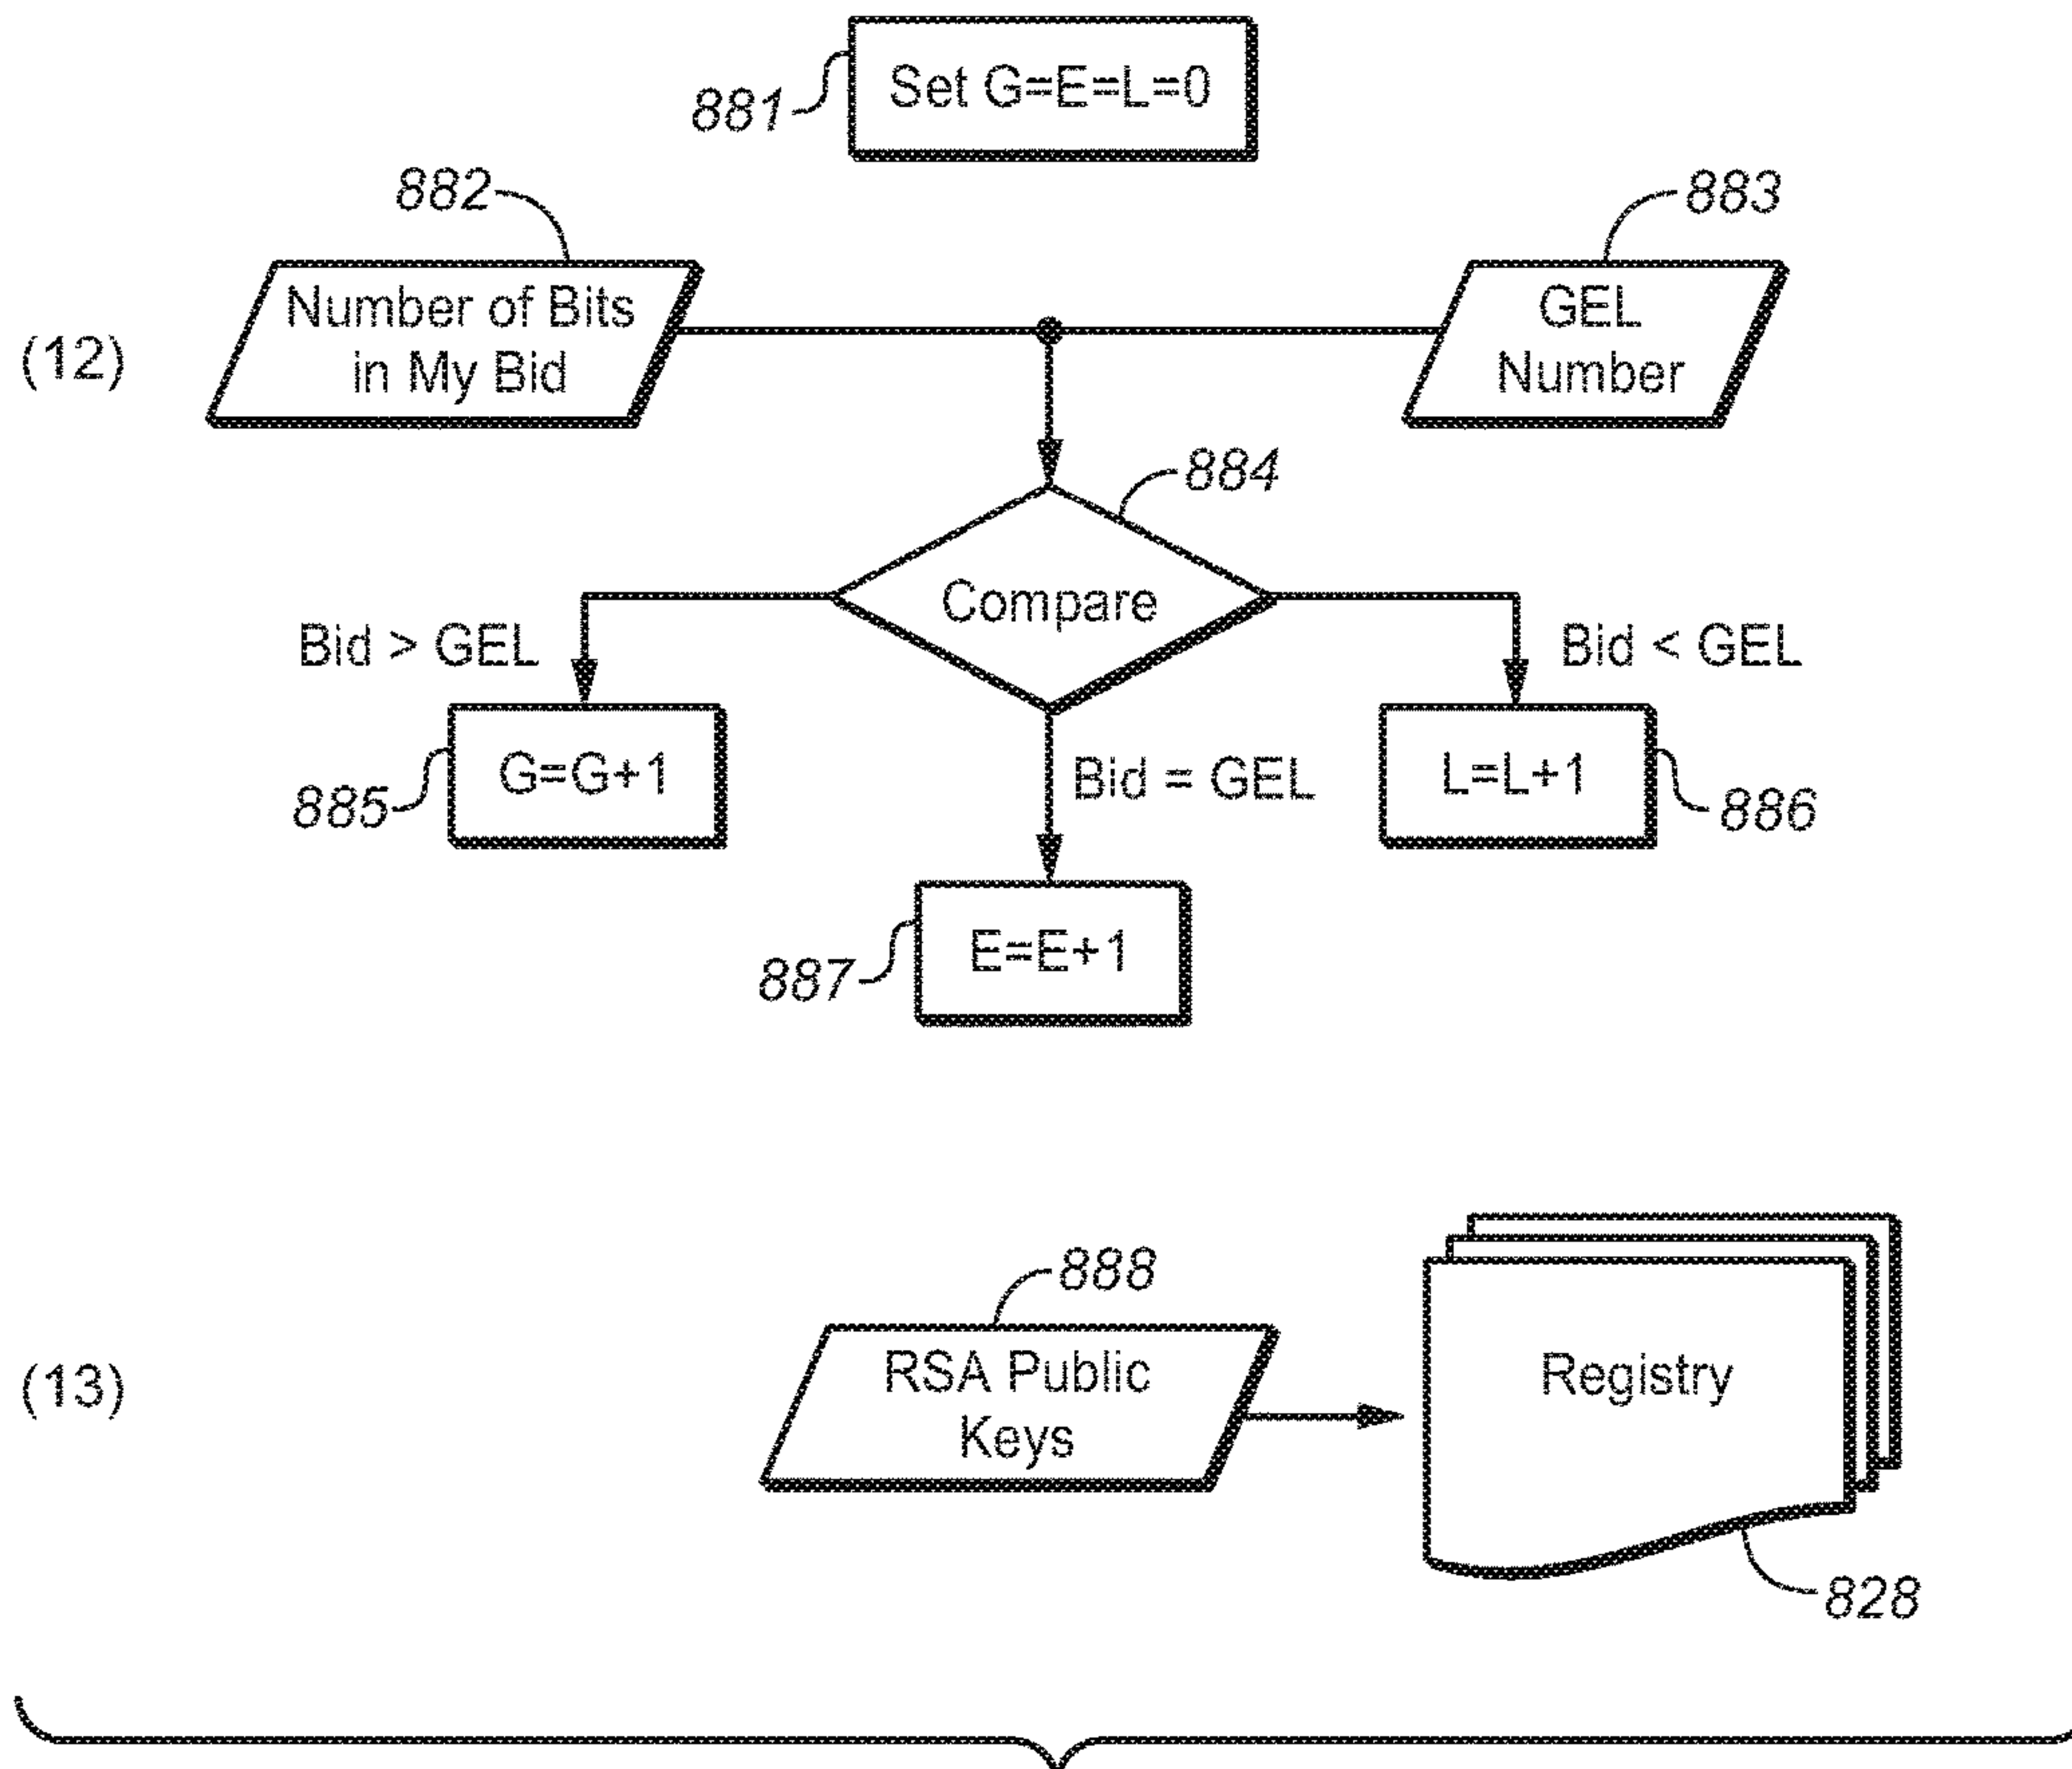 Set G=E=L=0
881
882
883
(12)
Number of Bits
in My Bid
GEL
Number
884
Compare
Bid > GEL
Bid < GEL
G=G+1
885
Bid = GEL
L=L+1
886
E=E+1
887
888
(13)
RSA Public
Keys
Registry
828